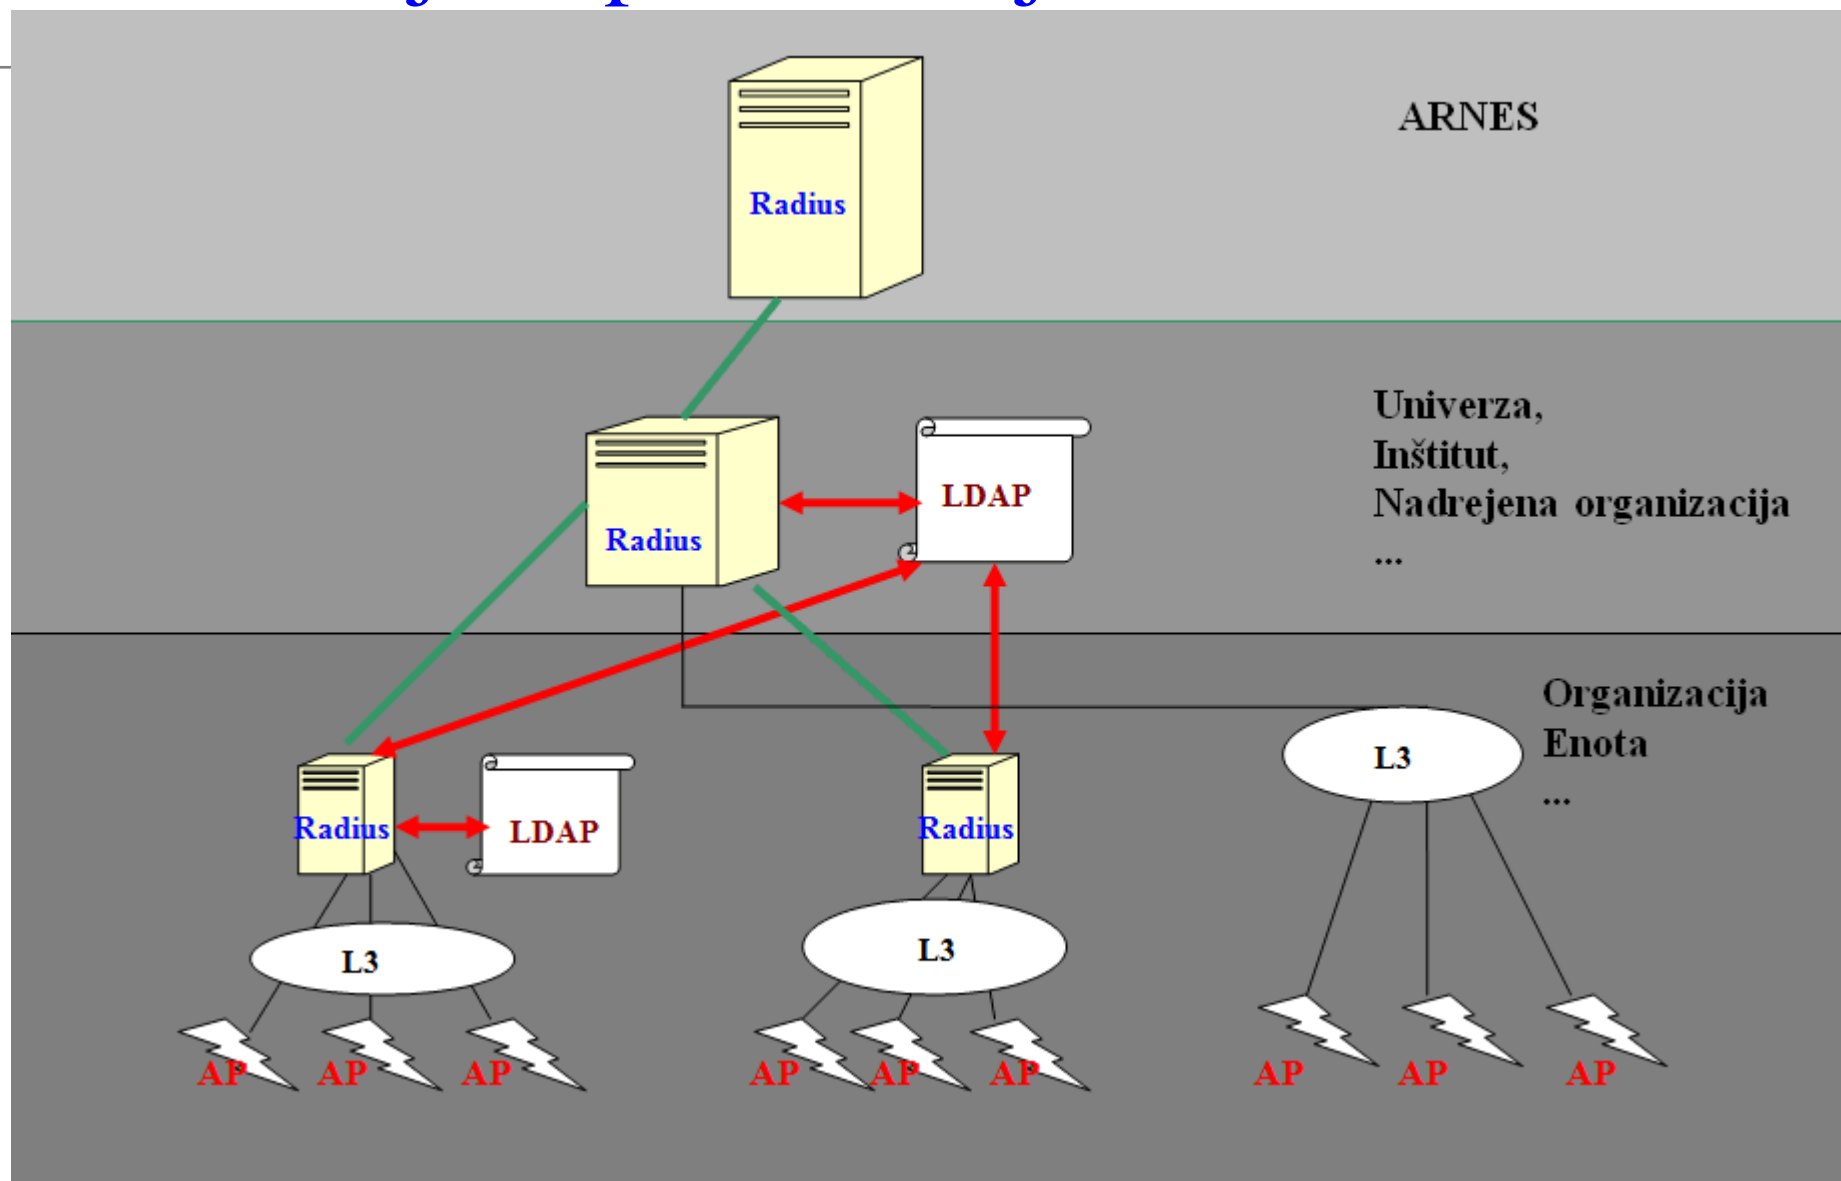 ARNES
Radius
Univerza,
Inštitut,
Nadrejena organizacija
...
LDAP
Radius
Organizacija
Enota
...
L3
Radius
LDAP
Radius
L3
L3
AP
AP
AP
AP
AP
AP
AP
AP
AP